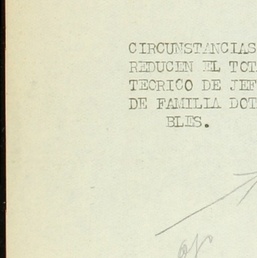 CIRCUNSTANCIAS
REDUCEN EL TOT
TECRICO DE JEF
DE FAMILIA DOT
BLES.